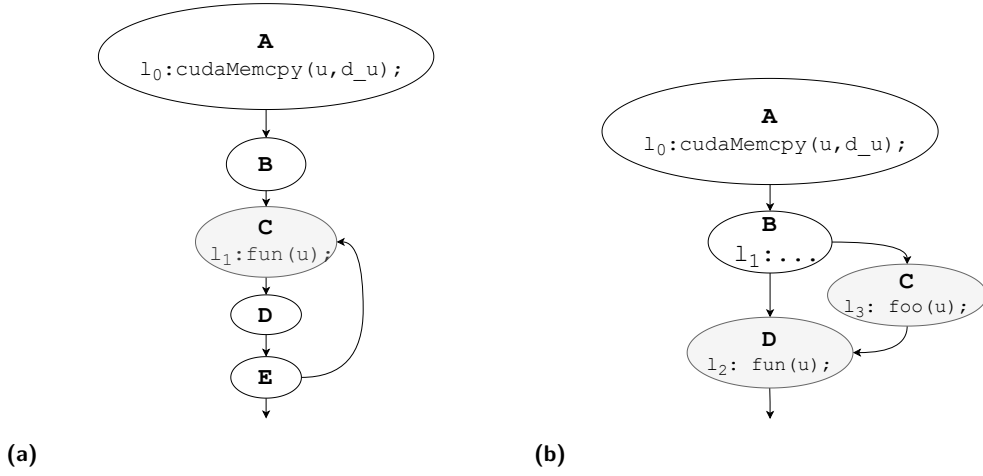 A
l₀:cudaMemcpy(u,d_u);
B
C
l₁:fun(u);
D
E
(a)
A
l₀:cudaMemcpy(u,d_u);
B
l₁:...
C
l₃: foo(u);
D
l₂: fun(u);
(b)